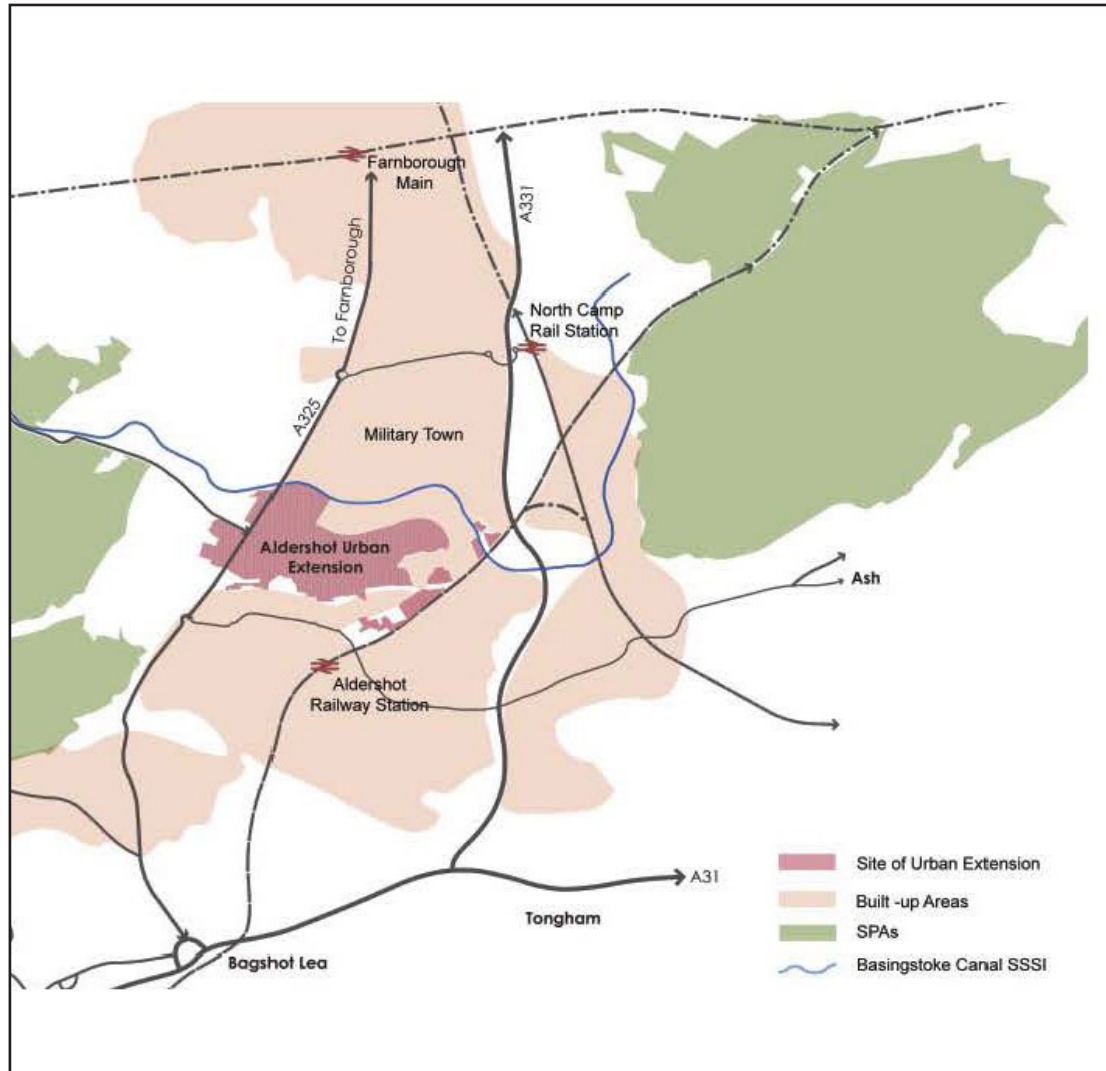 Farnborough
Main
A331
To Farnborough
North Camp
Rail Station
A325
Military Town
Aldershot Urban
Extension
Ash
Aldershot
Railway Station
A31
Tongham
Bagshot Lea
Site of Urban Extension
Built -up Areas
SPAs
Basingstoke Canal SSSI